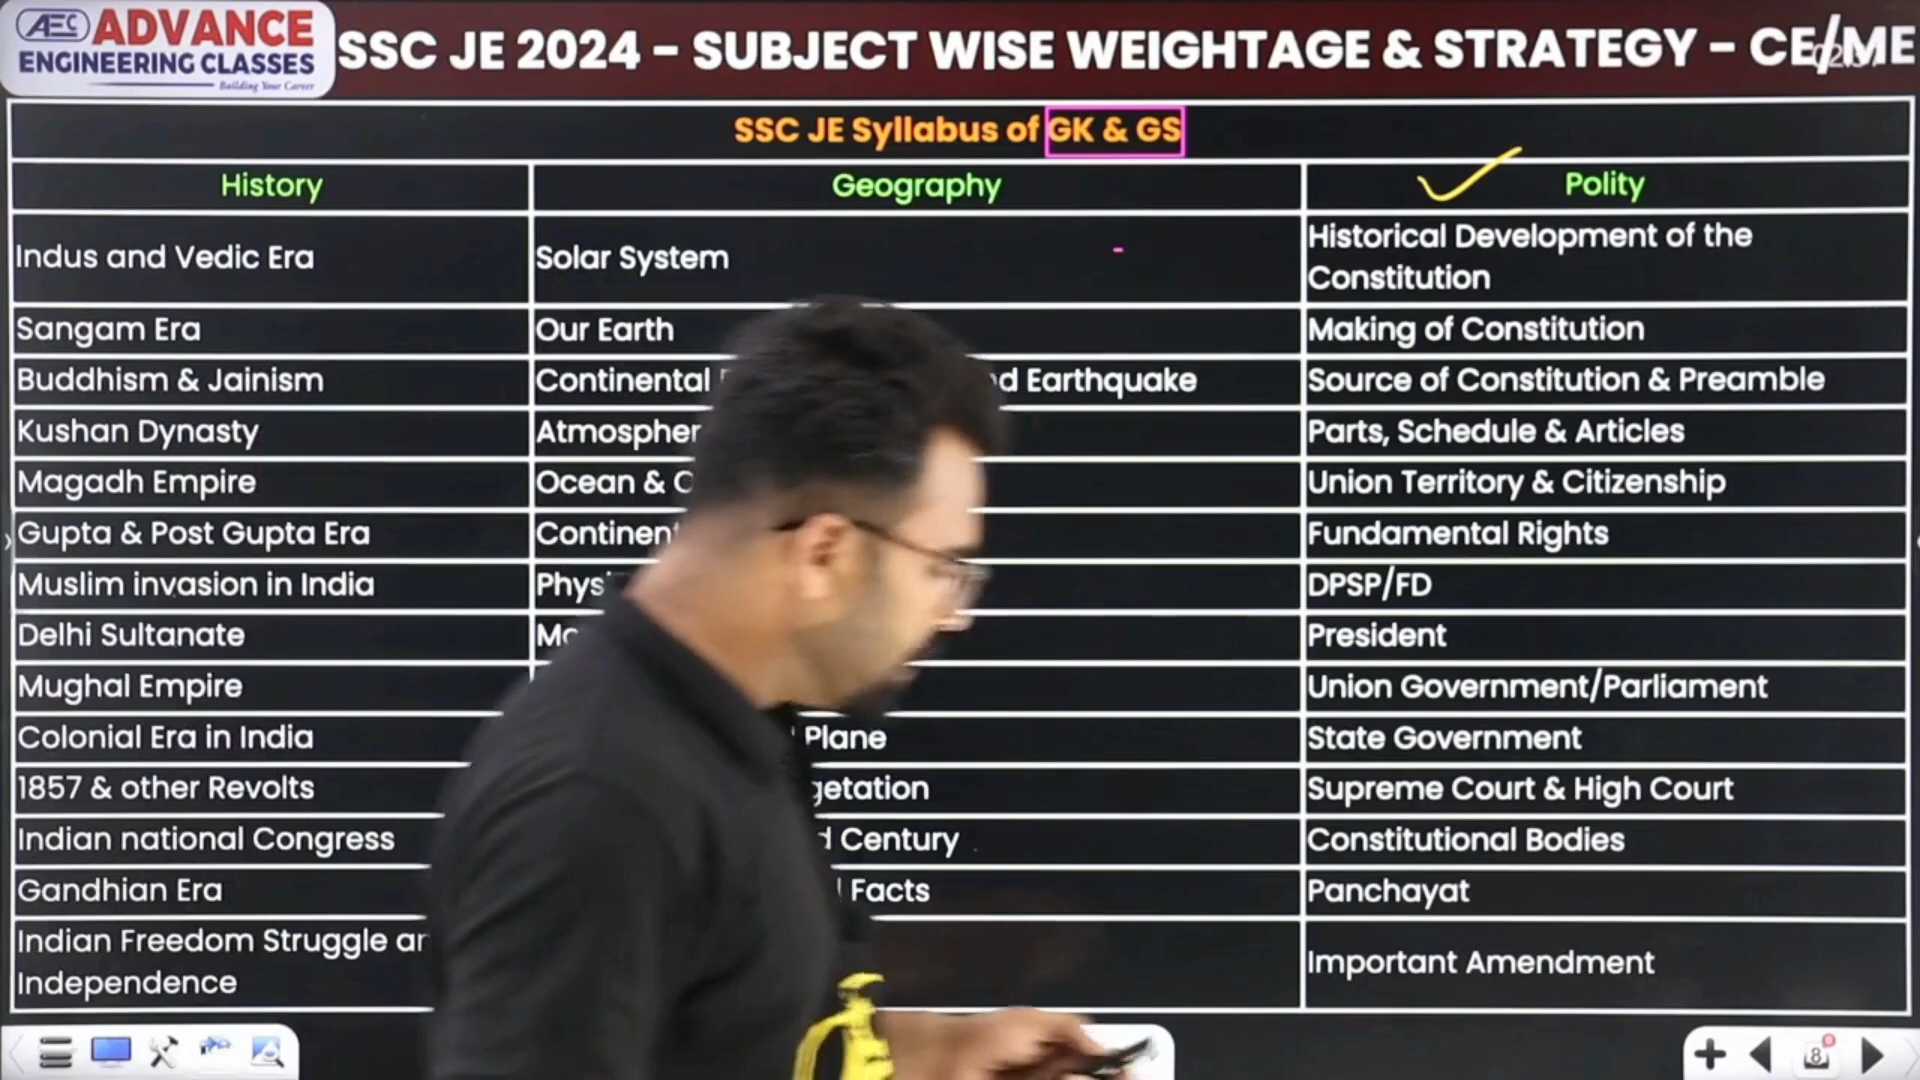 AEC ADVANCE
ENGINEERING CLASSES
Building Your Career
SSC JE 2024 - SUBJECT WISE WEIGHTAGE & STRATEGY - CE/ME
SSC JE Syllabus of GK & GS
History Geography Polity
Indus and Vedic Era Solar System Historical Development of the
Constitution
Sangam Era Our Earth Making of Constitution
Buddhism & Jainism Continental Earthquake Source of Constitution & Preamble
Kushan Dynasty Parts, Schedule & Articles
Magadh Empire Ocean & Union Territory & Citizenship
Gupta & Post Gupta Era Fundamental Rights
Muslim invasion in India DPSP/FD
Delhi Sultanate President
Mughal Empire Union Government/Parliament
Colonial Era in India Plane State Government
1857 & other Revolts Supreme Court & High Court
Indian national Congress Century Constitutional Bodies
Gandhian Era Facts Panchayat
Indian Freedom Struggle
Independence
Important Amendment
8